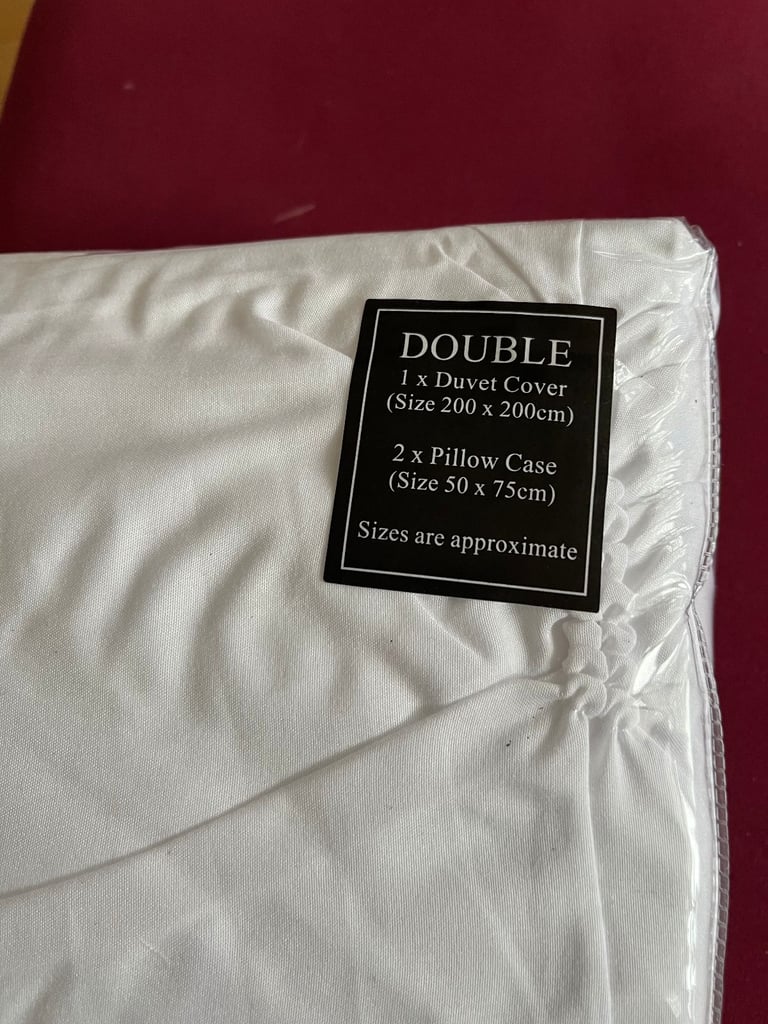 DOUBLE
1 x Duvet Cover
(Size 200 x 200cm)
2 x Pillow Case
(Size 50 x 75cm)
Sizes are approximate